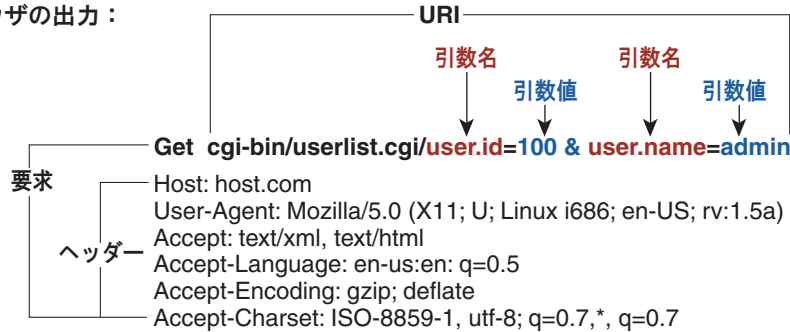 ザの出力：
URI
引数名 引数名
引数値 引数値
Get cgi-bin/userlist.cgi/user.id=100 & user.name=admin
要求
Host: host.com
User-Agent: Mozilla/5.0 (X11; U; Linux i686; en-US; rv:1.5a)
Accept: text/xml, text/html
ヘッダー
Accept-Language: en-us:en: q=0.5
Accept-Encoding: gzip; deflate
Accept-Charset: ISO-8859-1, utf-8; q=0.7,*, q=0.7